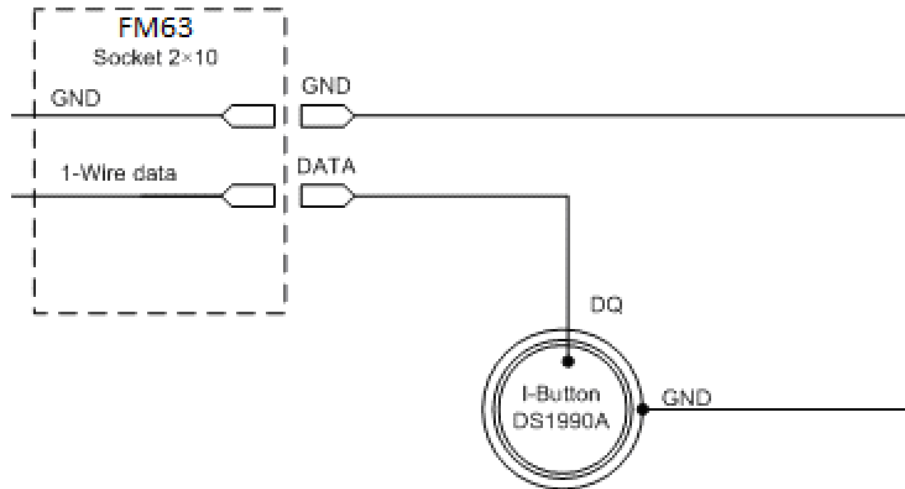 FM63
Socket 2×10
GND
GND
1-Wire data
DATA
DQ
I-Button
DS1990A
GND